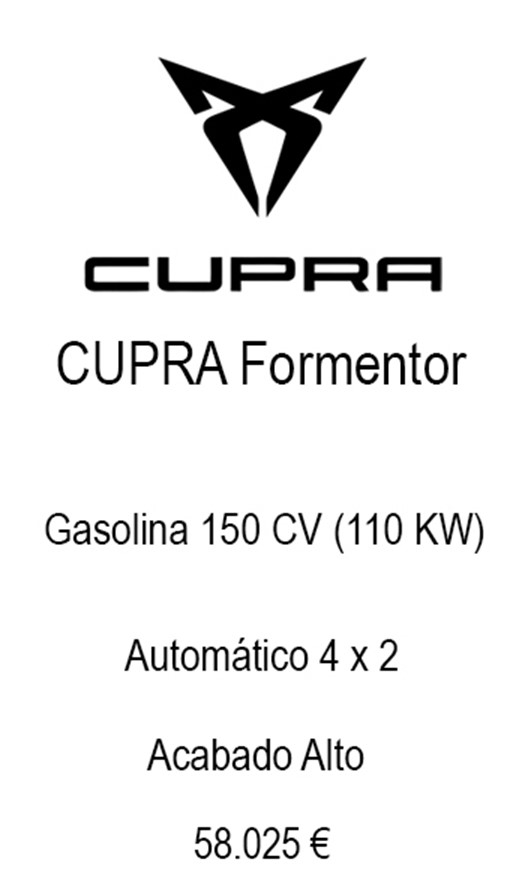 CUPRA
CUPRA Formentor
Gasolina 150 CV (110 KW)
Automático 4 x 2
Acabado Alto
58.025 €